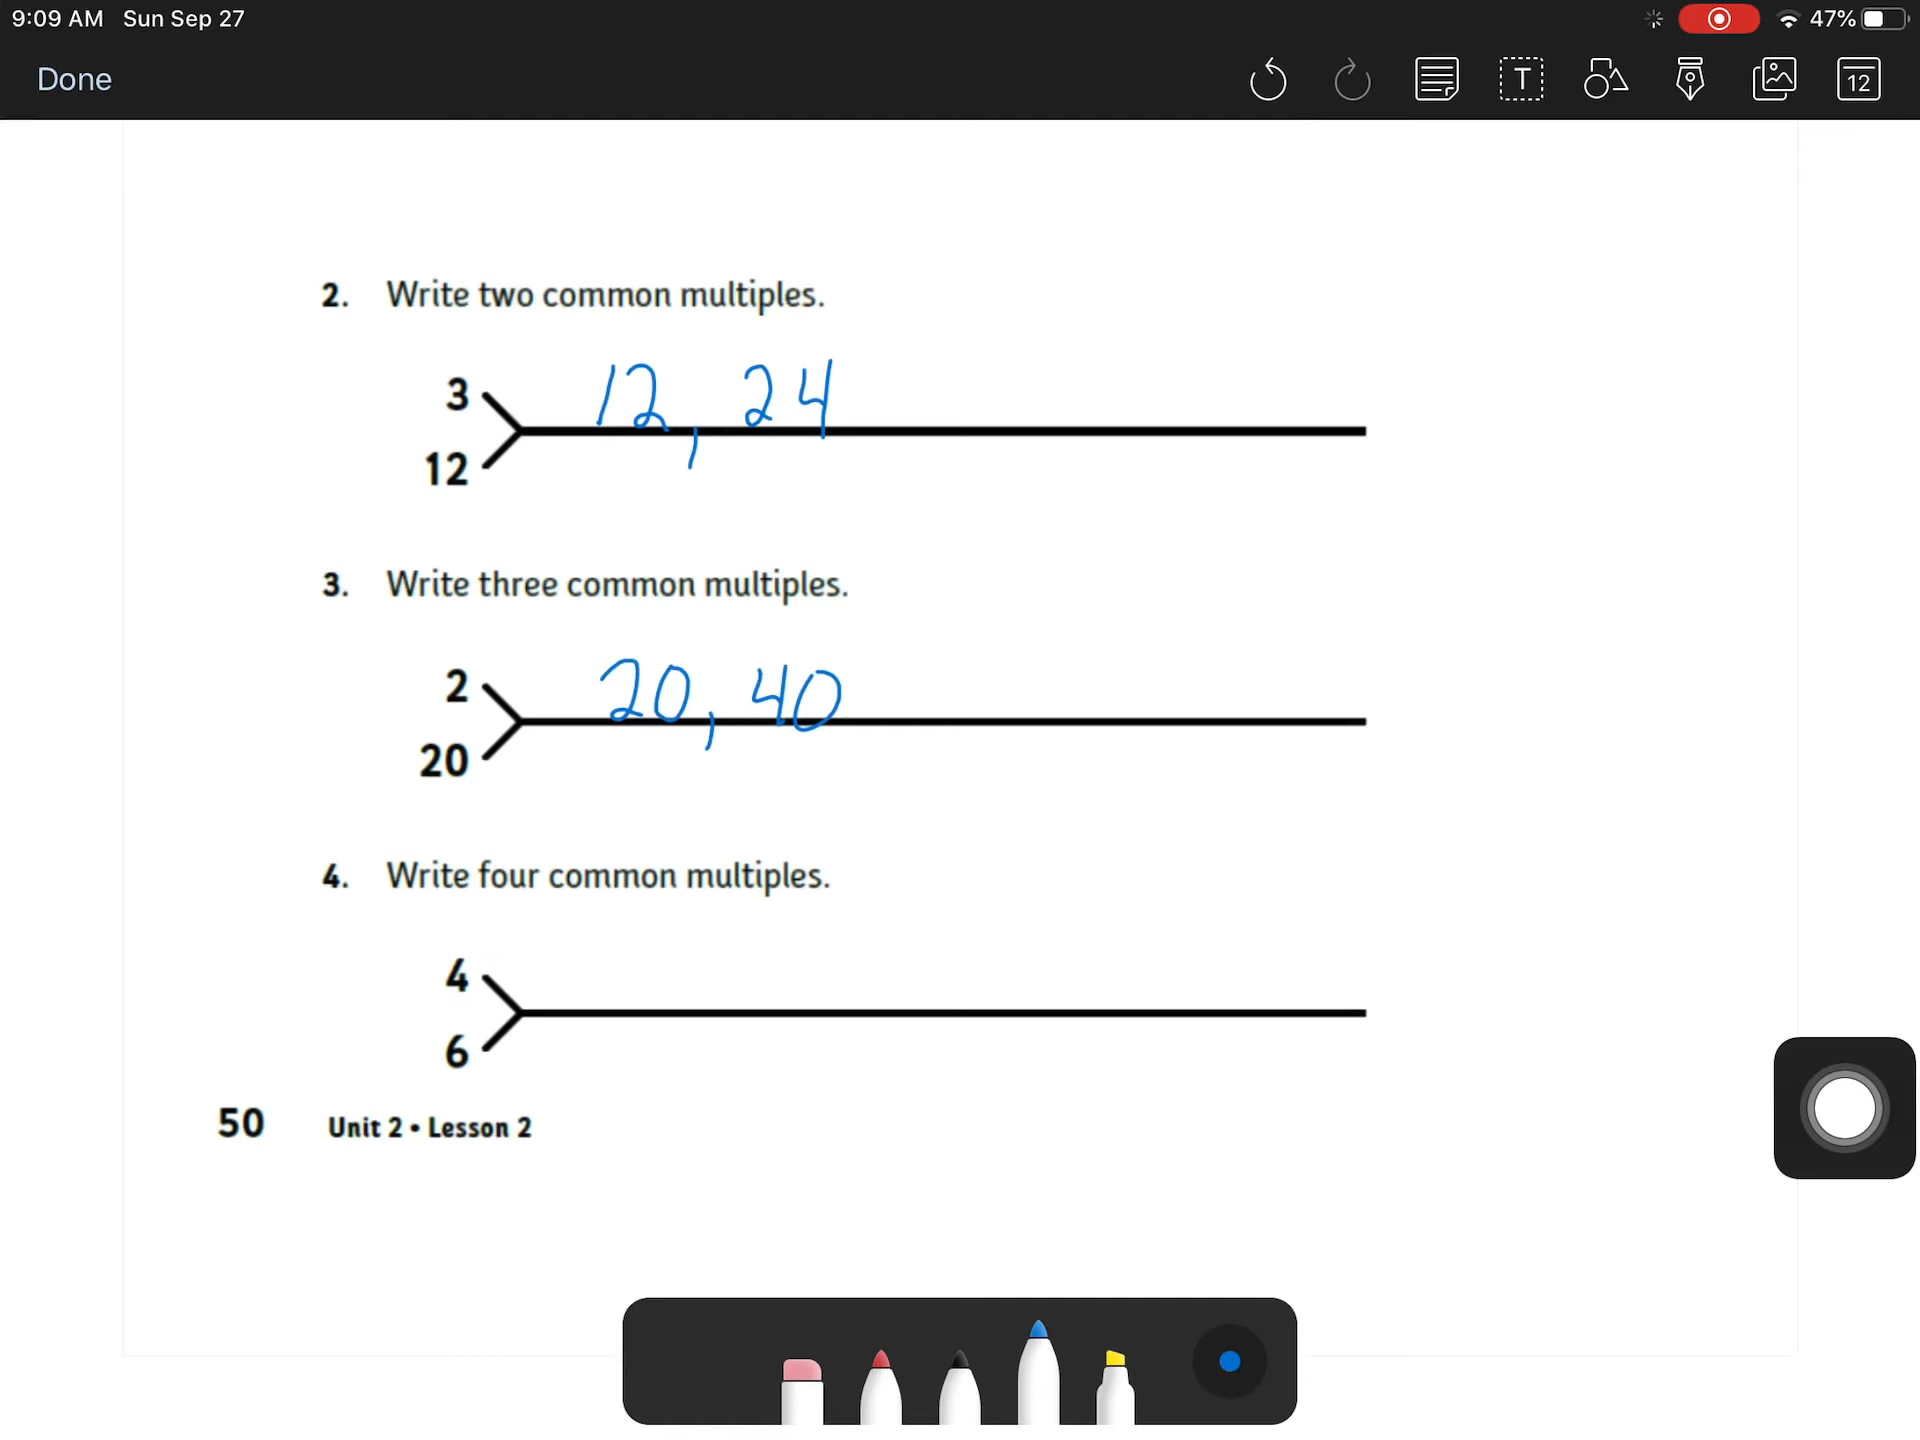 9:09 AM Sun Sep 27
47%
Done
T
12
2. Write two common multiples.
3
12, 24
12
3. Write three common multiples.
2
20, 40
20
4. Write four common multiples.
4
6
50 Unit 2 • Lesson 2